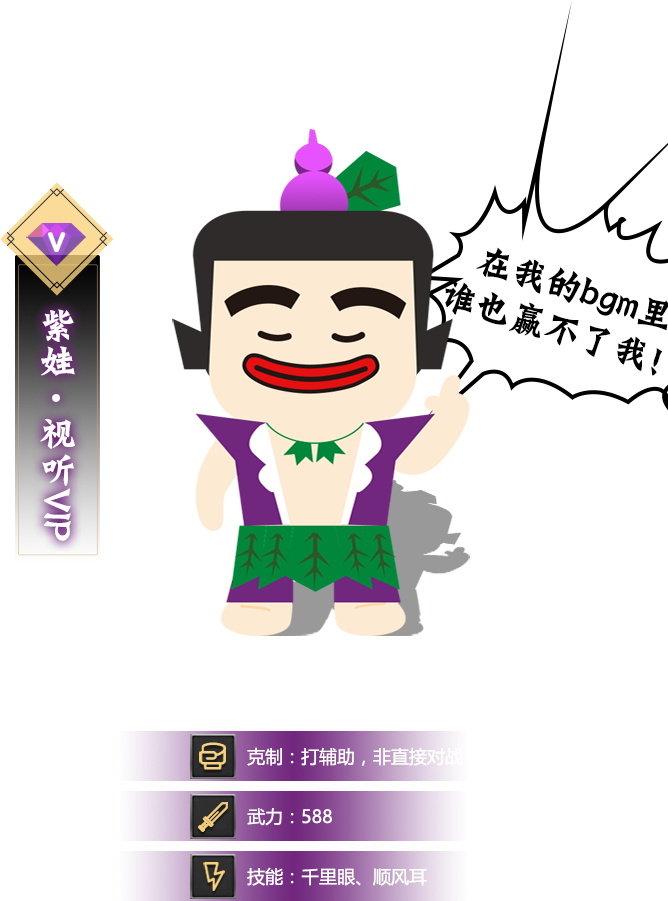 V
紫娃·视听VIP
在我的bgm里
谁也赢不了我!
克制：打辅助，非直接对战
武力：588
技能：千里眼、顺风耳